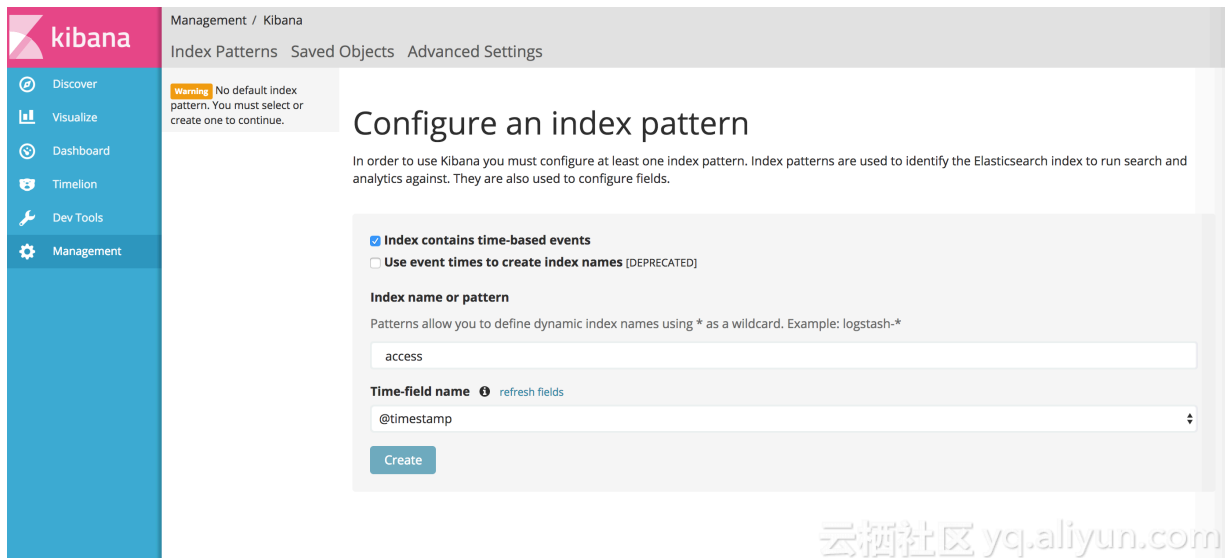 kibana
Management / Kibana
Index Patterns Saved Objects Advanced Settings
Discover
Visualize
Dashboard
Timelion
Dev Tools
Management
Warning No default index
pattern. You must select or
create one to continue.
Configure an index pattern
In order to use Kibana you must configure at least one index pattern. Index patterns are used to identify the Elasticsearch index to run search and
analytics against. They are also used to configure fields.
Index contains time-based events
Use event times to create index names [DEPRECATED]
Index name or pattern
Patterns allow you to define dynamic index names using * as a wildcard. Example: logstash-*
access
Time-field name refresh fields
@timestamp
Create
云栖社区 yq.aliyun.com